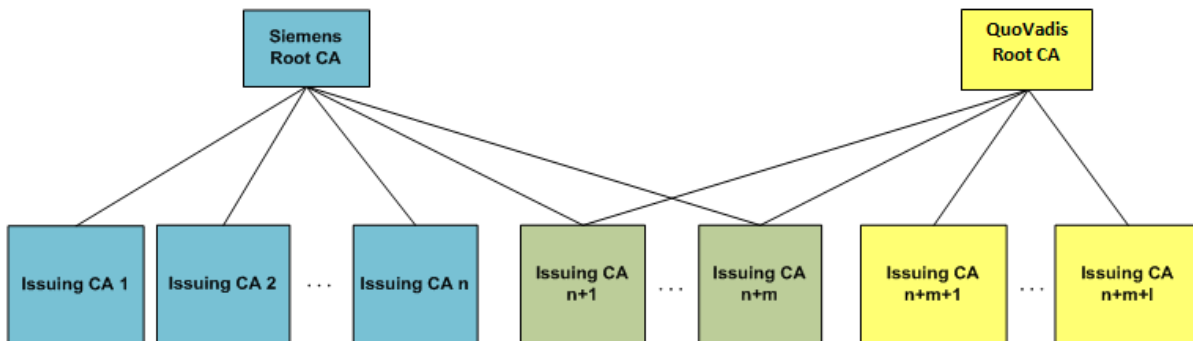 Siemens
Root CA
QuoVadis
Root CA
Issuing CA 1
Issuing CA 2
. . .
Issuing CA n
Issuing CA
n+1
. . .
Issuing CA
n+m
Issuing CA
n+m+1
. . .
Issuing CA
n+m+l